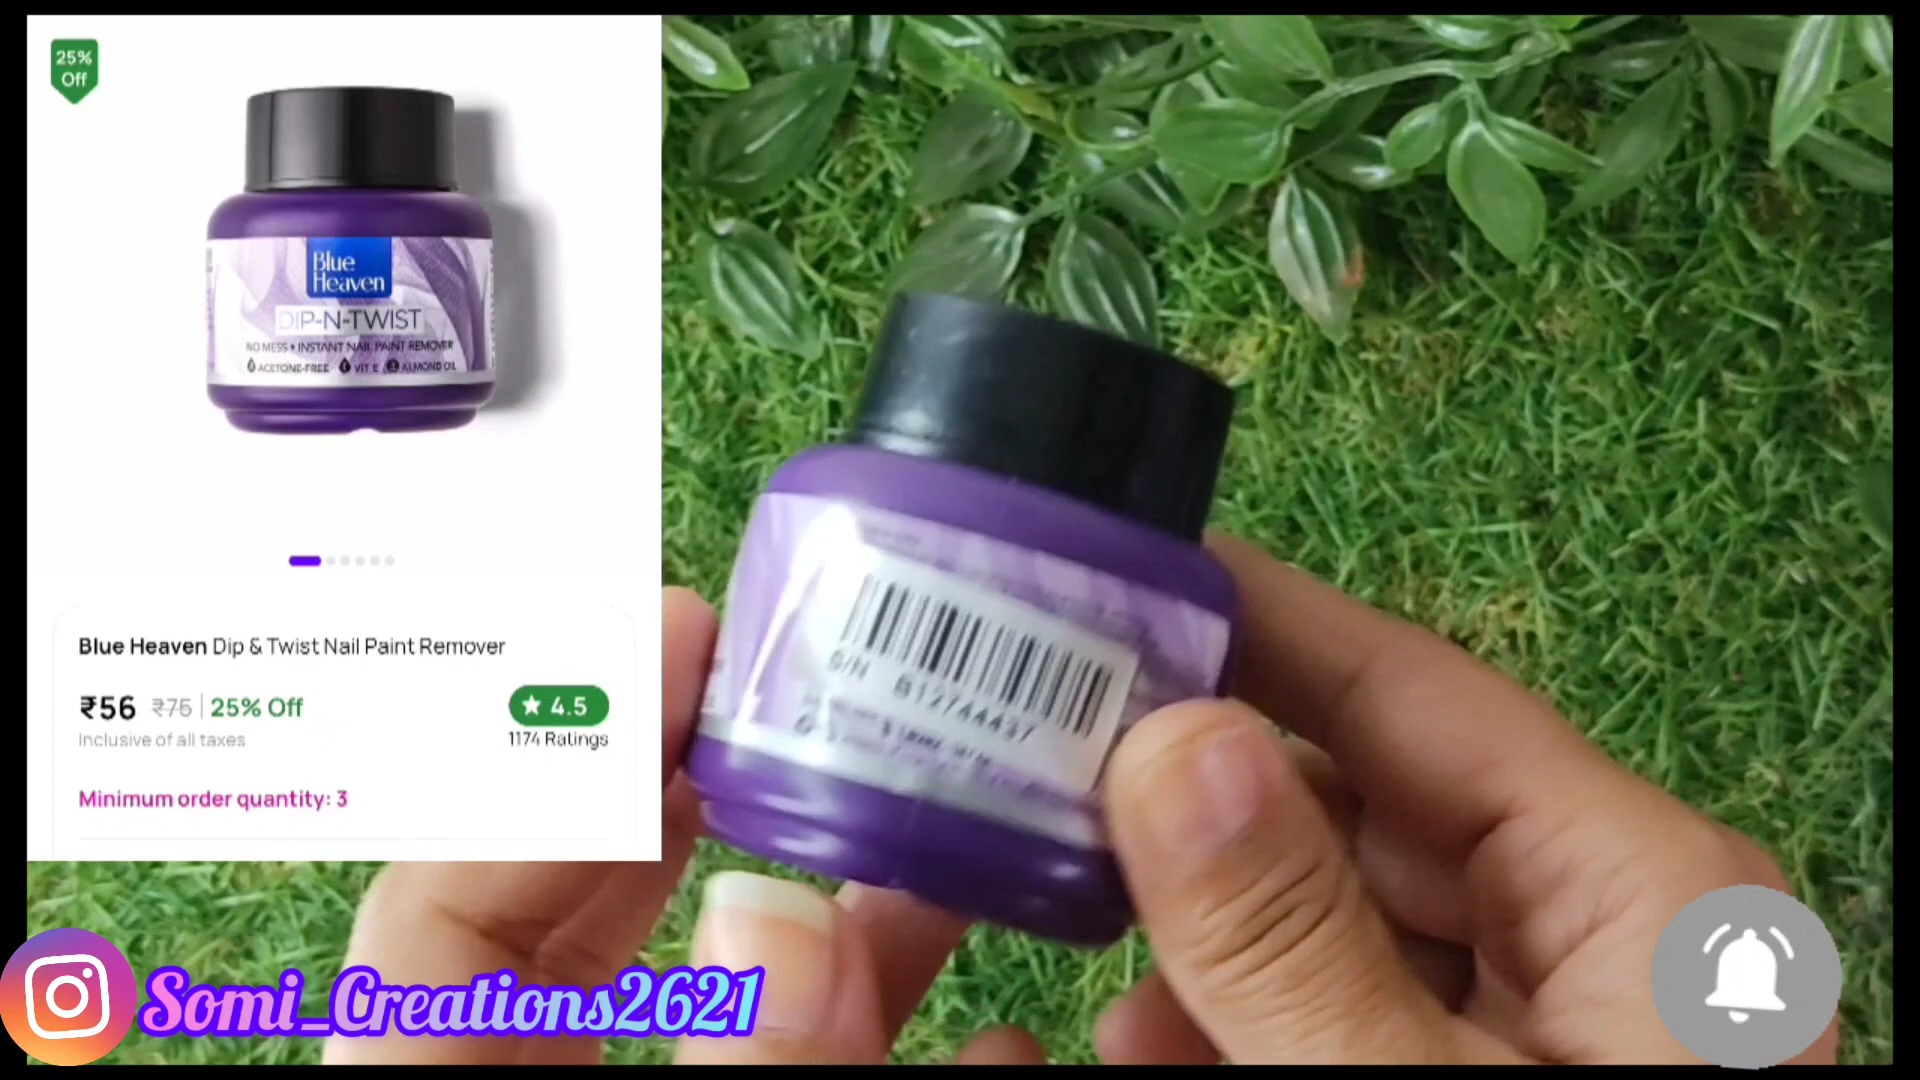 25%
Off
Blue
Heaven
DIP-N-TWIST
NO MESS • INSTANT NAIL PAINT REMOVER
ACETONE-FREE VIT E ALMOND OIL
Blue Heaven Dip & Twist Nail Paint Remover
₹56 ₹75 25% Off
★ 4.5
Inclusive of all taxes
1174 Ratings
Minimum order quantity: 3
S/N B12744437
Somi_Creations2621